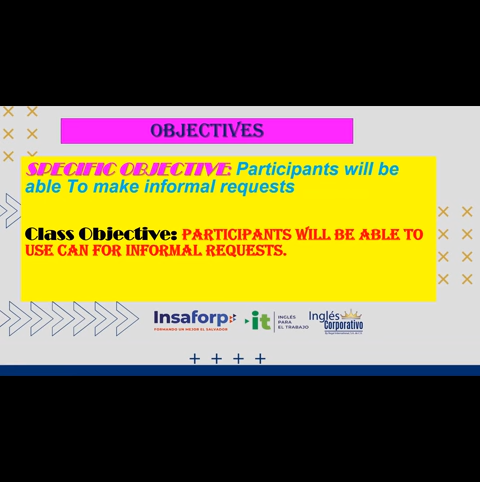 OBJECTIVES
SPECIFIC OBJECTIVE: Participants will be
able To make informal requests
Class Objective: PARTICIPANTS WILL BE ABLE TO
USE CAN FOR INFORMAL REQUESTS.
Insaforp
FORMANDO UN MEJOR EL SALVADOR
it
INGLÉS
PARA
EL TRABAJO
Inglés
Corporativo